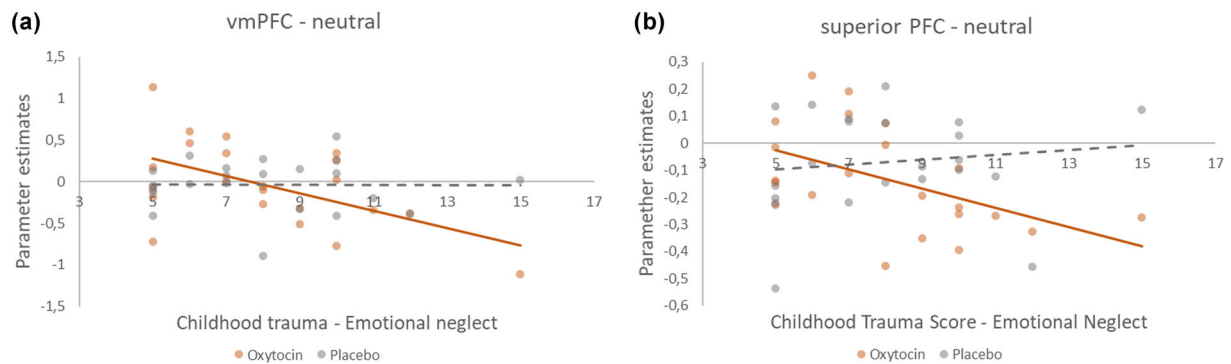 (a)
vmPFC - neutral
1,5
1
0,5
0
-0,5
-1
-1,5
3 5 7 9 11 13 15 17
Parameter estimates
Childhood trauma - Emotional neglect
Oxytocin Placebo
(b)
superior PFC - neutral
0,3
0,2
0,1
0
-0,1
-0,2
-0,3
-0,4
-0,5
-0,6
3 5 7 9 11 13 15 17
Paramether estimates
Childhood Trauma Score - Emotional Neglect
Oxytocin Placebo